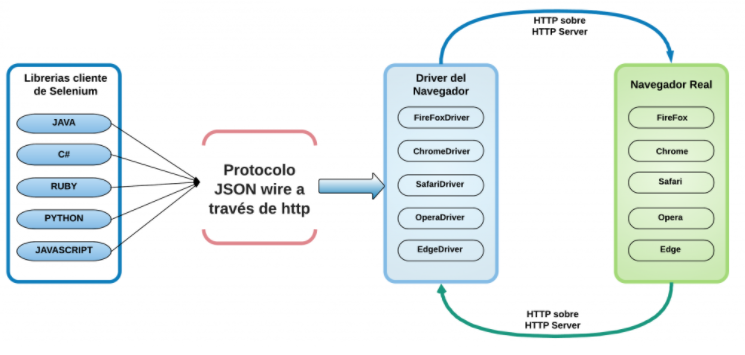 HTTP sobre
HTTP Server
Librerias cliente
de Selenium
JAVA
C#
RUBY
PYTHON
JAVASCRIPT
Protocolo
JSON wire a
través de http
Driver del
Navegador
FireFoxDriver
ChromeDriver
SafariDriver
OperaDriver
EdgeDriver
Navegador Real
FireFox
Chrome
Safari
Opera
Edge
HTTP sobre
HTTP Server